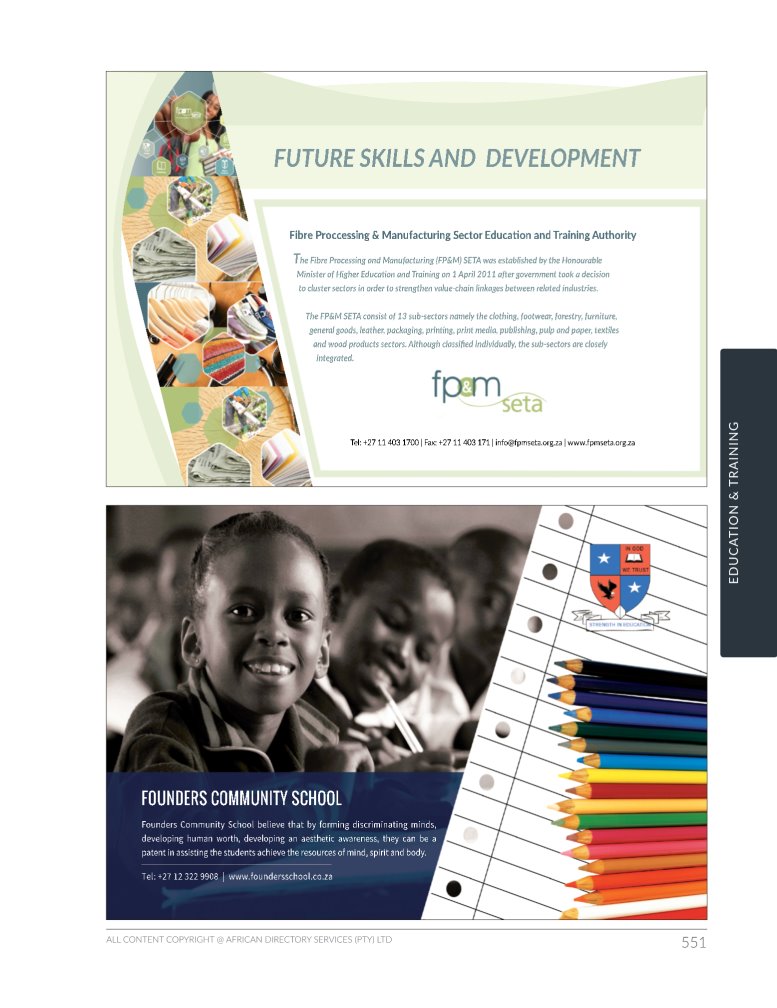 FUTURE SKILLS AND DEVELOPMENT
Fibre Proccessing & Manufacturing Sector Education and Training Authority
The Fibre Processing and Manufacturing (FP&M) SETA was established by the Honourable
Minister of Higher Education and Training on 1 April 2011 after government took a decision
to cluster sectors in order to strengthen value-chain linkages between related industries.
The FP&M SETA consist of 13 sub-sectors namely the clothing, footwear, forestry, furniture,
general goods, leather, packaging, printing, print media, publishing, pulp and paper, textiles
and wood products sectors. Although classified individually, the sub-sectors are closely
integrated.
fp&m
seta
Tel: +27 11 403 1700 | Fax: +27 11 403 171 | info@fpmseta.org.za | www.fpmseta.org.za
EDUCATION & TRAINING
IN GOD
WE TRUST
STRENGTH IN EDUCATION
FOUNDERS COMMUNITY SCHOOL
Founders Community School believe that by forming discriminating minds,
developing human worth, developing an aesthetic awareness, they can be a
patent in assisting the students achieve the resources of mind, spirit and body.
Tel: +27 12 322 9908 | www.foundersschool.co.za
ALL CONTENT COPYRIGHT @ AFRICAN DIRECTORY SERVICES (PTY) LTD
551